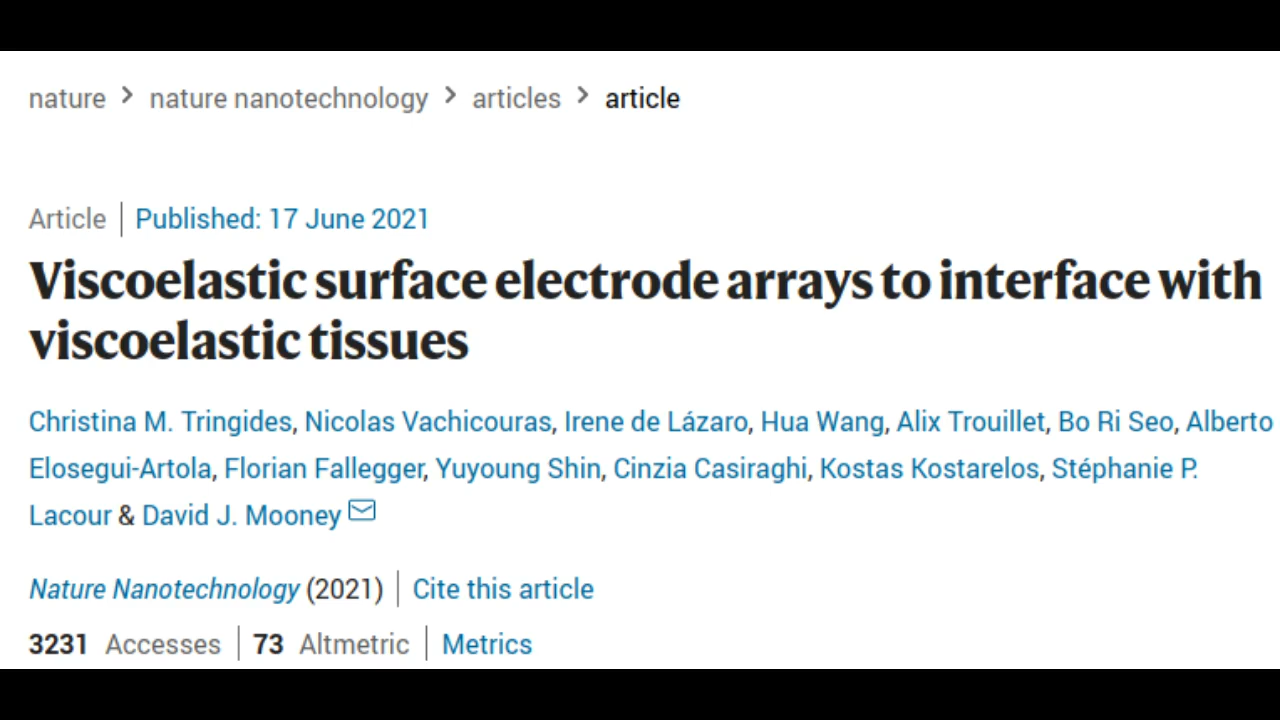 nature > nature nanotechnology > articles > article
Article | Published: 17 June 2021
Viscoelastic surface electrode arrays to interface with
viscoelastic tissues
Christina M. Tringides, Nicolas Vachicouras, Irene de Lázaro, Hua Wang, Alix Trouillet, Bo Ri Seo, Alberto
Elosegui-Artola, Florian Fallegger, Yuyoung Shin, Cinzia Casiraghi, Kostas Kostarelos, Stéphanie P.
Lacour & David J. Mooney
Nature Nanotechnology (2021) | Cite this article
3231 Accesses | 73 Altmetric | Metrics